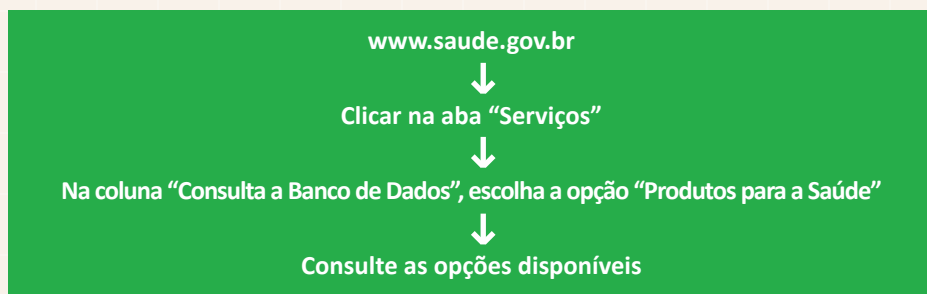 www.saude.gov.br
Clicar na aba “Serviços”
Na coluna “Consulta a Banco de Dados”, escolha a opção “Produtos para a Saúde”
Consulte as opções disponíveis